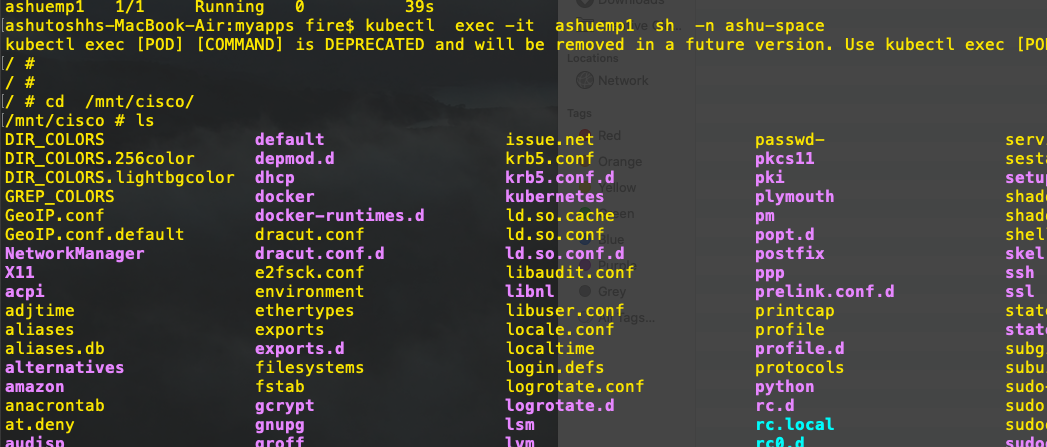 ashuemp1   1/1     Running   0          39s
ashutoshhs-MacBook-Air:myapps fire$ kubectl  exec -it  ashuemp1  sh  -n ashu-space
kubectl exec [POD] [COMMAND] is DEPRECATED and will be removed in a future version. Use kubectl exec [PO
/ #
/ #
/ # cd  /mnt/cisco/
/mnt/cisco # ls
DIR_COLORS               default                  issue.net                passwd-                  serv
DIR_COLORS.256color      depmod.d                 krb5.conf                pkcs11                   sest
DIR_COLORS.lightbgcolor  dhcp                     krb5.conf.d              pki                      setu
GREP_COLORS              docker                   kubernetes               plymouth                 shad
GeoIP.conf               docker-runtimes.d        ld.so.cache              pm                       shad
GeoIP.conf.default       dracut.conf              ld.so.conf               popt.d                   shel
NetworkManager           dracut.conf.d            ld.so.conf.d             postfix                  skel
X11                      e2fsck.conf              libaudit.conf            ppp                      ssh
acpi                     environment              libnl                    prelink.conf.d           ssl
adjtime                  ethertypes               libuser.conf             printcap                 stat
aliases                  exports                  locale.conf              profile                  stat
aliases.db               exports.d                localtime                profile.d                subg
alternatives             filesystems              login.defs               protocols                subu
amazon                   fstab                    logrotate.conf           python                   sudo
anacrontab               gcrypt                   logrotate.d              rc.d                     sudo
at.deny                  gnupg                    lsm                      rc.local                 sudo
audisp                   groff                    lvm                      rc0.d                    sudo
Downloads
Locations
Network
Tags
Red
Orange
Yellow
Green
Blue
Grey
Tags...